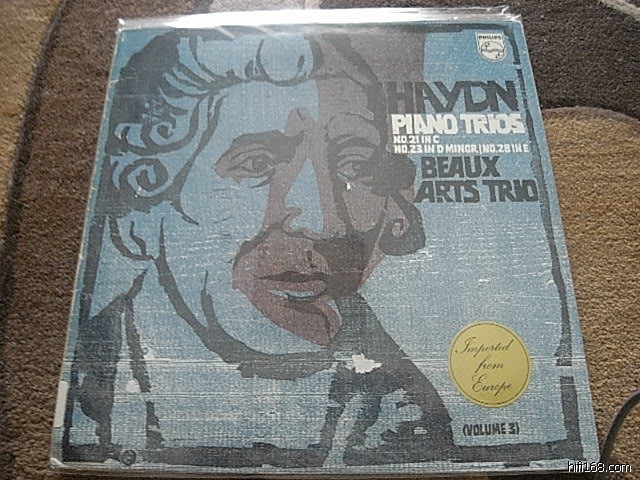 PHILIPS
HAYDN
PIANO TRIOS
NO. 21 IN C
NO. 23 IN D MINOR/NO. 28 IN E
BEAUX
ARTS TRIO
Imported
from
Europe
(VOLUME 3)
hifi168.com